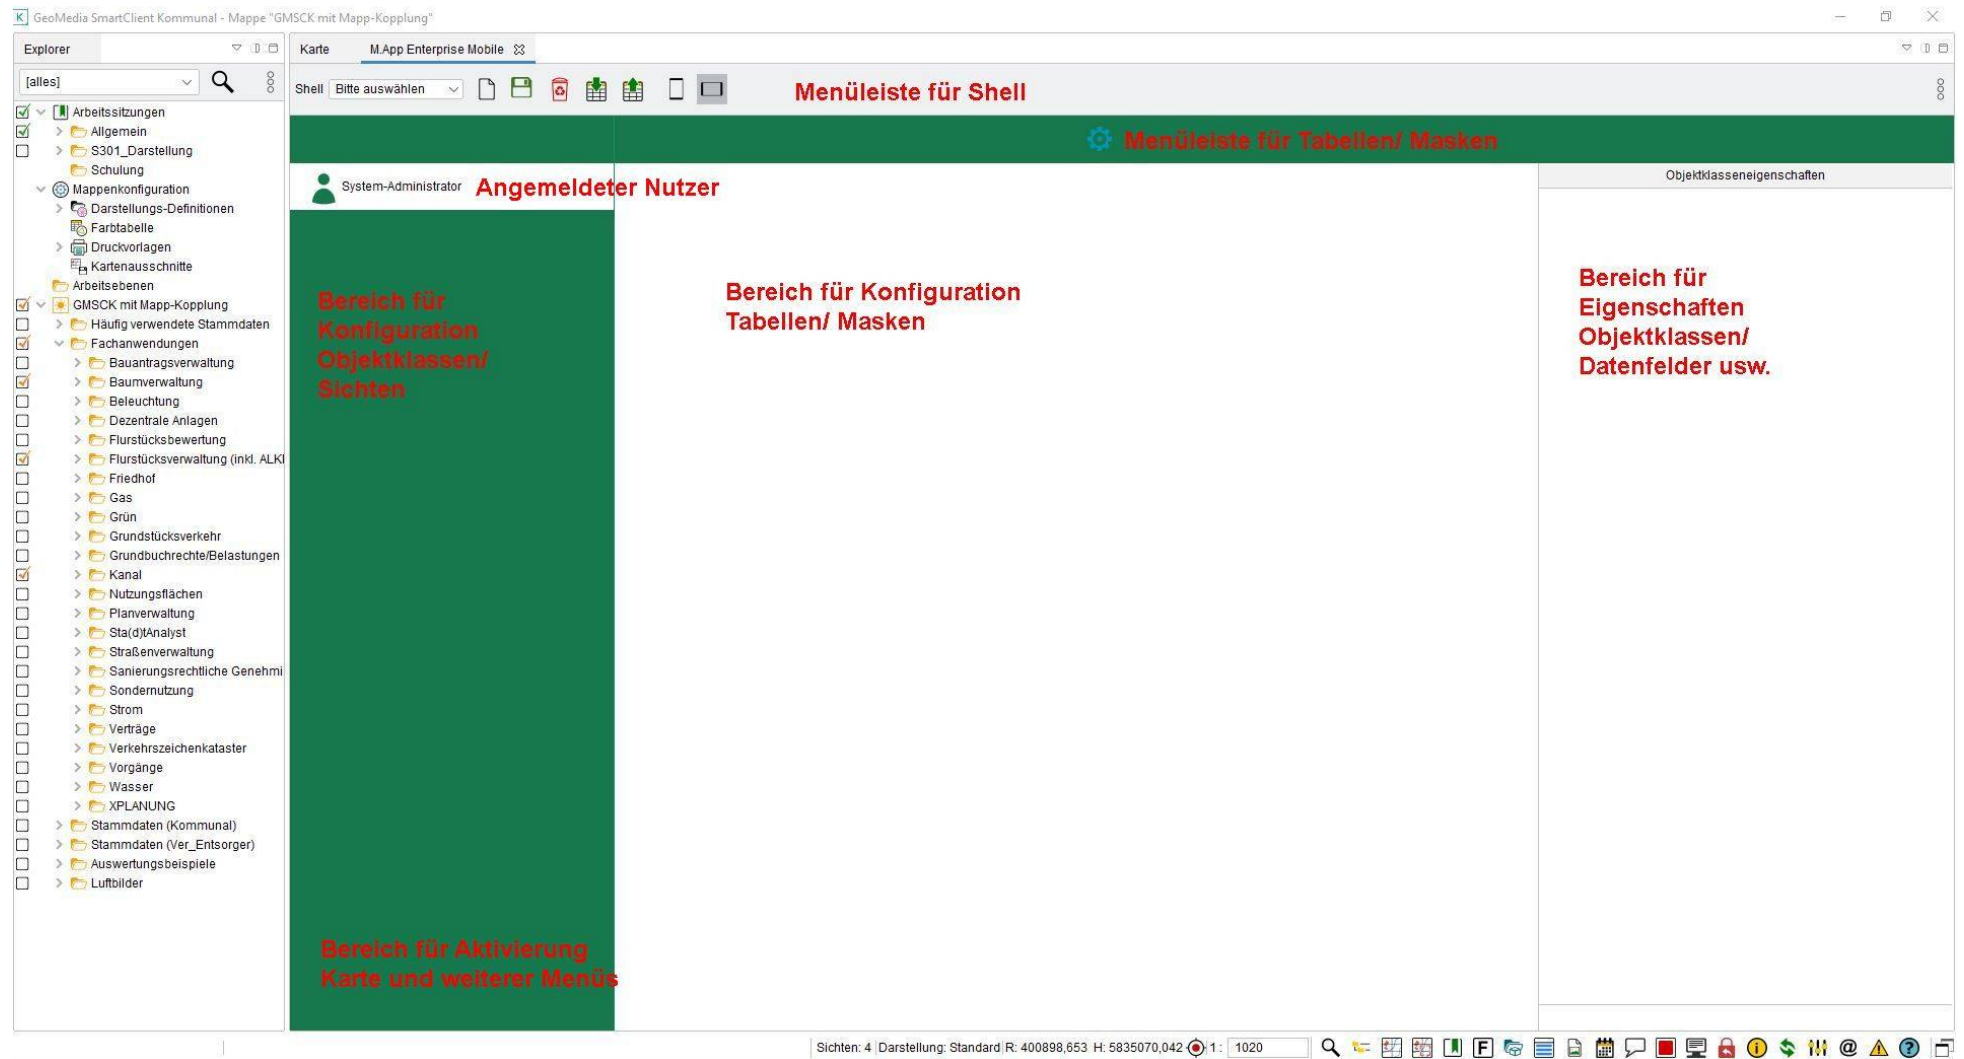 GeoMedia SmartClient Kommunal - Mappe "GMSCK mit Mapp-Kopplung"
Explorer
Karte
M.App Enterprise Mobile
[alles]
Shell
Bitte auswählen
Menüleiste für Shell
Menüleiste für Tabellen/ Masken
System-Administrator
Angemeldeter Nutzer
Objektklasseneigenschaften
Arbeitssitzungen
Allgemein
S301_Darstellung
Schulung
Mappenkonfiguration
Darstellungs-Definitionen
Farbtabelle
Druckvorlagen
Kartenausschnitte
Arbeitsebenen
GMSCK mit Mapp-Kopplung
Häufig verwendete Stammdaten
Fachanwendungen
Bauantragsverwaltung
Baumverwaltung
Beleuchtung
Dezentrale Anlagen
Flurstücksbewertung
Flurstücksverwaltung (inkl. ALKI
Friedhof
Gas
Grün
Grundstücksverkehr
Grundbuchrechte/Belastungen
Kanal
Nutzungsflächen
Planverwaltung
Sta(d)tAnalyst
Straßenverwaltung
Sanierungsrechtliche Genehmi
Sondernutzung
Strom
Verträge
Verkehrszeichenkataster
Vorgänge
Wasser
XPLANUNG
Stammdaten (Kommunal)
Stammdaten (Ver_Entsorger)
Auswertungsbeispiele
Luftbilder
Bereich für
Konfiguration
Objektklassen/
Sichten
Bereich für Konfiguration
Tabellen/ Masken
Bereich für
Eigenschaften
Objektklassen/
Datenfelder usw.
Bereich für Aktivierung
Karte und weiterer Menüs
Sichten: 4 Darstellung: Standard R: 400898,653 H: 5835070,042 1 : 1020